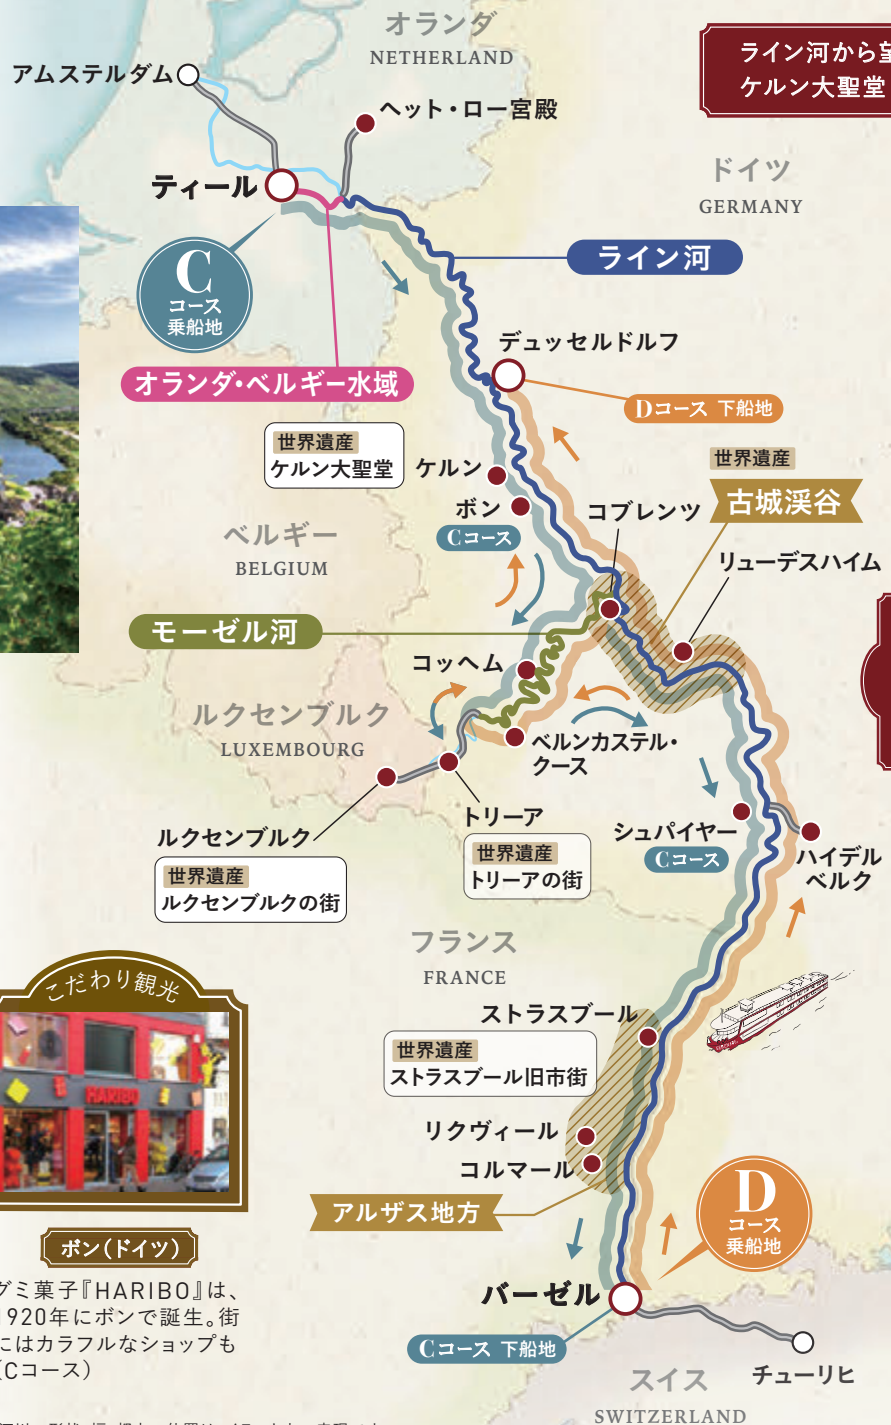 オランダ
NETHERLAND
ライン河から望
ケルン大聖堂
アムステルダム
ヘット・ロー宮殿
ドイツ
GERMANY
ティール
C
コース
乗船地
ライン河
デュッセルドルフ
オランダ・ベルギー水域
Dコース 下船地
世界遺産
ケルン大聖堂
ケルン
世界遺産
古城渓谷
ボン
Cコース
コブレンツ
ベルギー
BELGIUM
リューデスハイム
モーゼル河
コッヘム
ルクセンブルク
LUXEMBOURG
ベルンカステル・
クース
トリーア
世界遺産
トリーアの街
ルクセンブルク
世界遺産
ルクセンブルクの街
シュパイヤー
Cコース
ハイデル
ベルク
フランス
FRANCE
こだわり観光
HARIBO
ストラスブール
世界遺産
ストラスブール旧市街
リクヴィール
コルマール
アルザス地方
D
コース
乗船地
ボン(ドイツ)
グミ菓子『HARIBO』は、
1920年にボンで誕生。街
にはカラフルなショップも
(Cコース)
バーゼル
Cコース 下船地
チューリヒ
スイス
SWITZERLAND